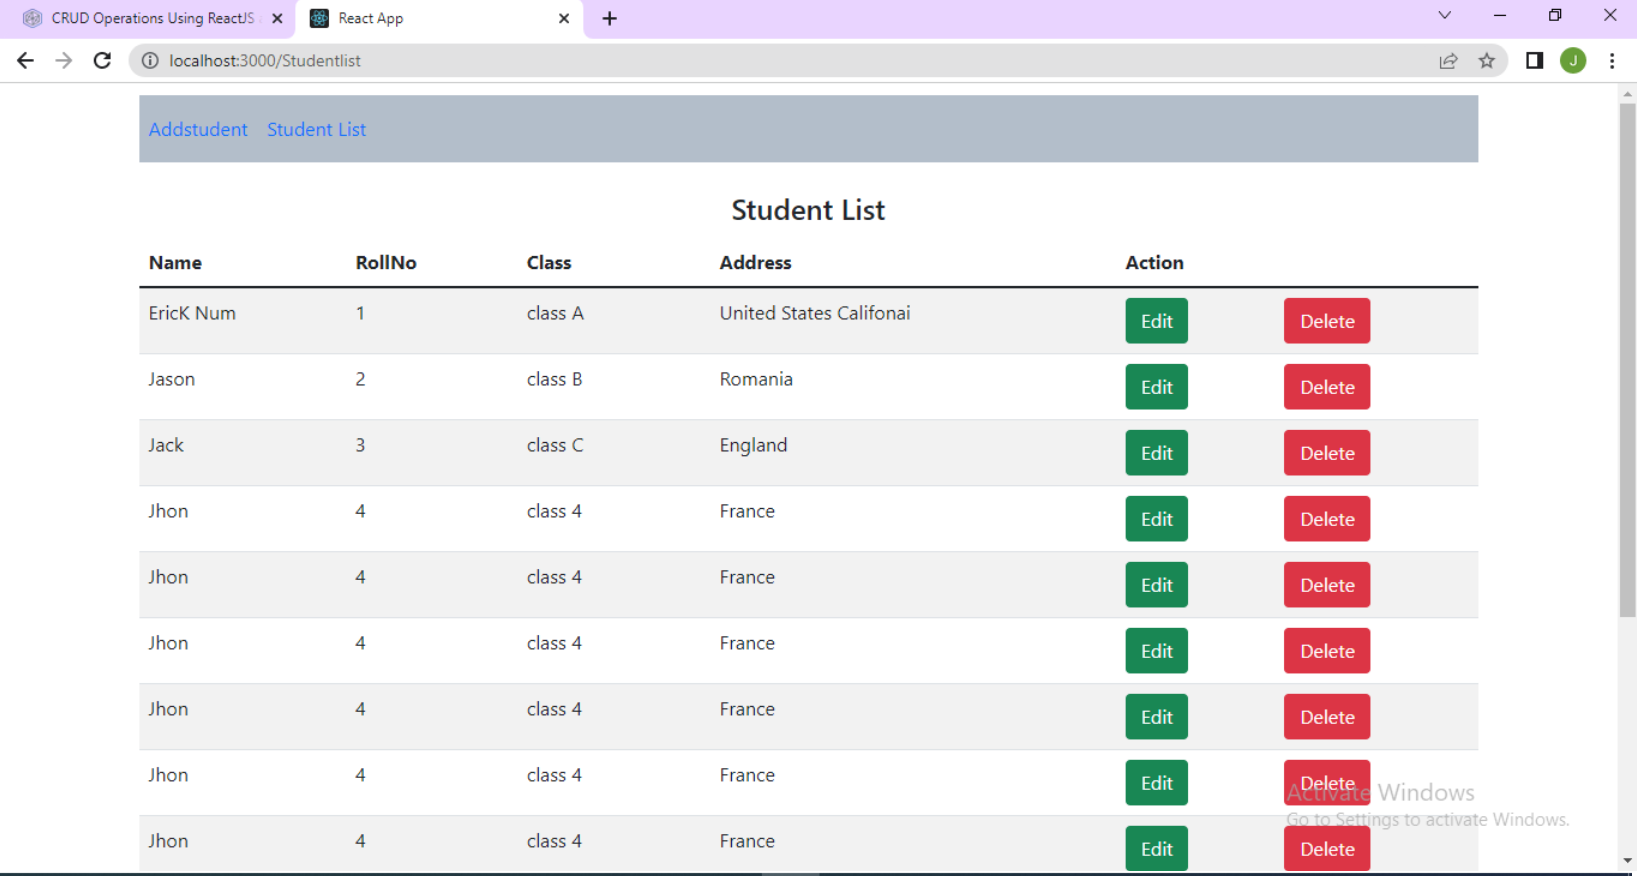 CRUD Operations Using ReactJS
React App
localhost:3000/Studentlist
J
Addstudent Student List
Student List
Name RollNo Class Address Action
EricK Num 1 class A United States Califonai Edit Delete
Jason 2 class B Romania Edit Delete
Jack 3 class C England Edit Delete
Jhon 4 class 4 France Edit Delete
Jhon 4 class 4 France Edit Delete
Jhon 4 class 4 France Edit Delete
Jhon 4 class 4 France Edit Delete
Jhon 4 class 4 France Edit Delete
Activate Windows
Go to Settings to activate Windows.
Jhon 4 class 4 France Edit Delete